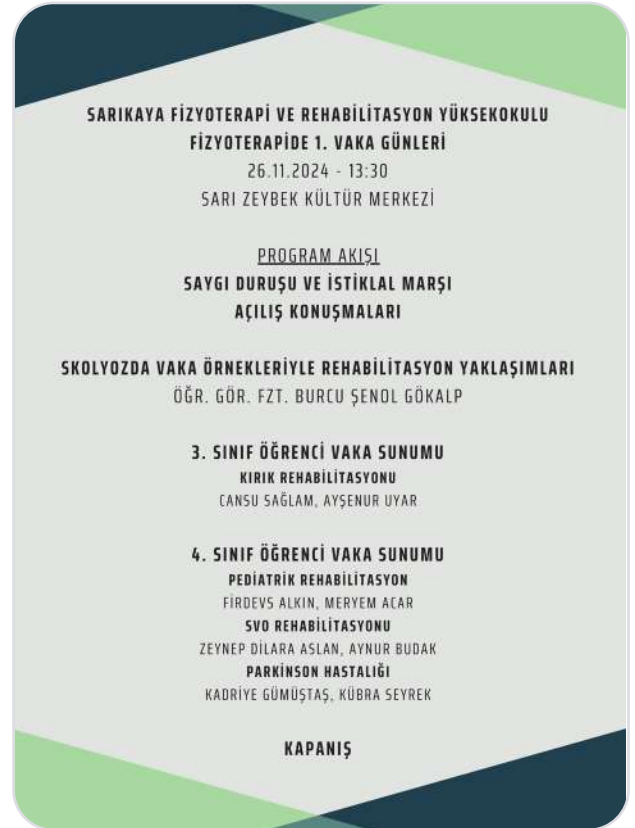 SARIKAYA FİZYOTERAPİ VE REHABİLİTASYON YÜKSEKOKULU
FİZYOTERAPİDE 1. VAKA GÜNLERİ
26.11.2024 - 13:30
SARI ZEYBEK KÜLTÜR MERKEZİ
PROGRAM AKIŞI
SAYGI DURUŞU VE İSTİKLAL MARŞI
AÇILIŞ KONUŞMALARI
SKOLYOZDA VAKA ÖRNEKLERİYLE REHABİLİTASYON YAKLAŞIMLARI
ÖĞR. GÖR. FZT. BURCU ŞENOL GÖKALP
3. SINIF ÖĞRENCİ VAKA SUNUMU
KIRIK REHABİLİTASYONU
CANSU SAĞLAM, AYŞENUR UYAR
4. SINIF ÖĞRENCİ VAKA SUNUMU
PEDİATRİK REHABİLİTASYON
FİRDEVS ALKIN, MERYEM ACAR
SVO REHABİLİTASYONU
ZEYNEP DİLARA ASLAN, AYNUR BUDAK
PARKİNSON HASTALIĞI
KADRİYE GÜMÜŞTAŞ, KÜBRA SEYREK
KAPANIŞ